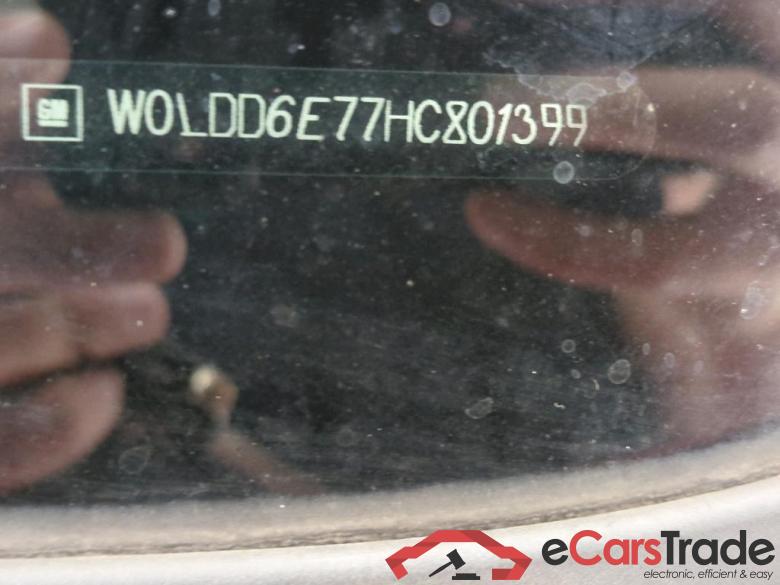 GM W0LDD6E77HC801399
eCarsTrade
electronic, efficient & easy